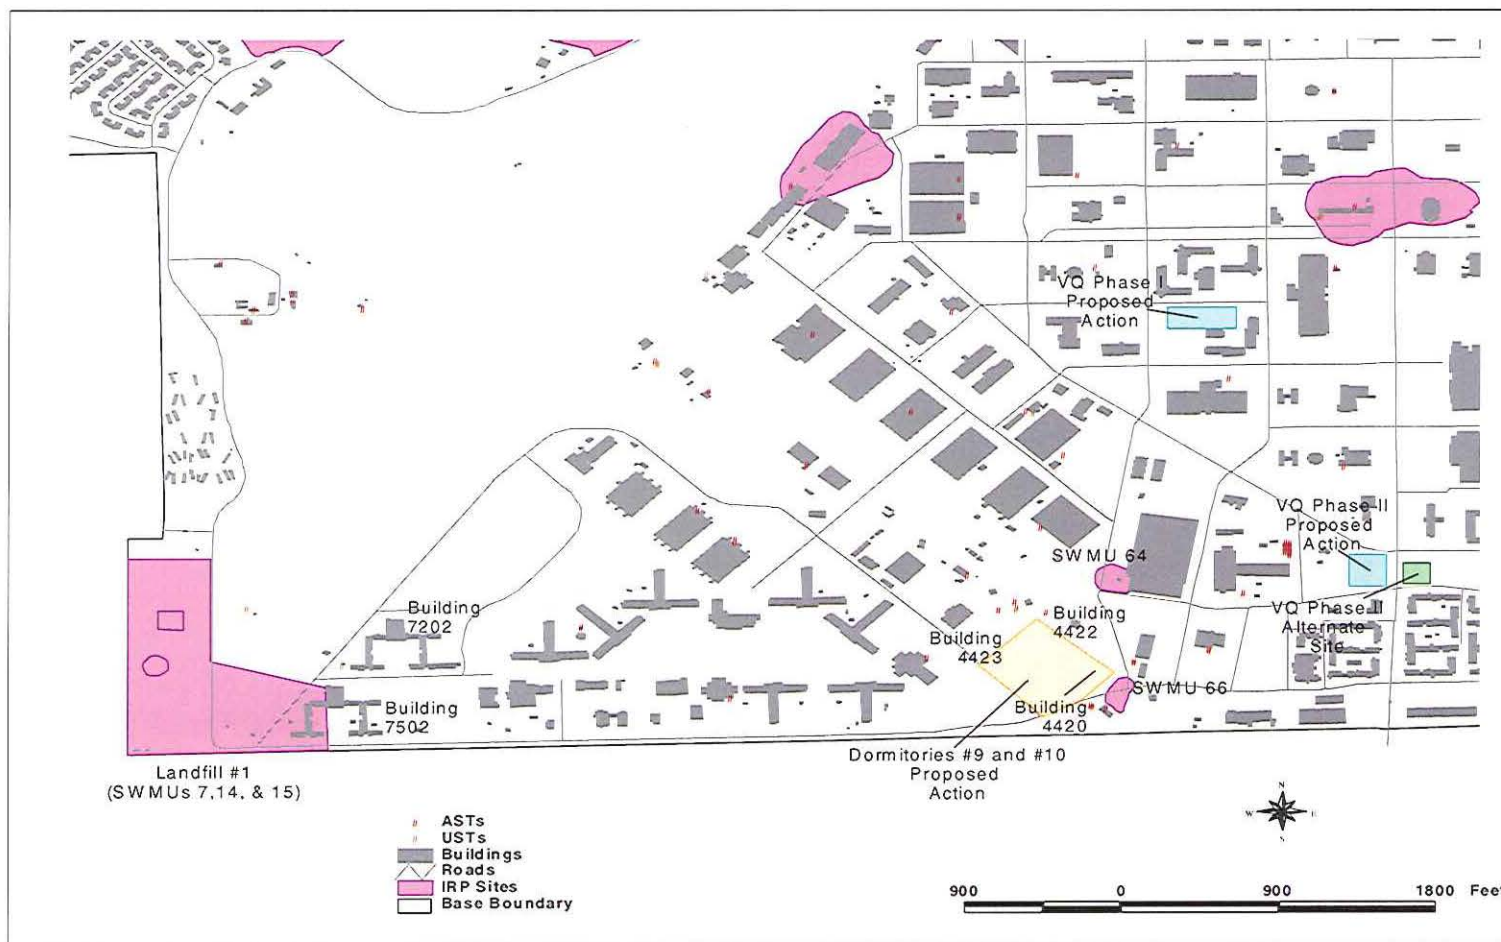 VQ Phase I
Proposed
Action
VQ Phase II
Proposed
Action
SWMU 64
VQ Phase II
Alternate
Site
Building
7202
Building
4422
Building
4423
SWMU 66
Building
7502
Building
4420
Dormitories #9 and #10
Proposed
Action
Landfill #1
(SWMUs 7,14, & 15)
N
W
E
S
ASTs
USTs
Buildings
Roads
IRP Sites
Base Boundary
900 0 900 1800 Feet